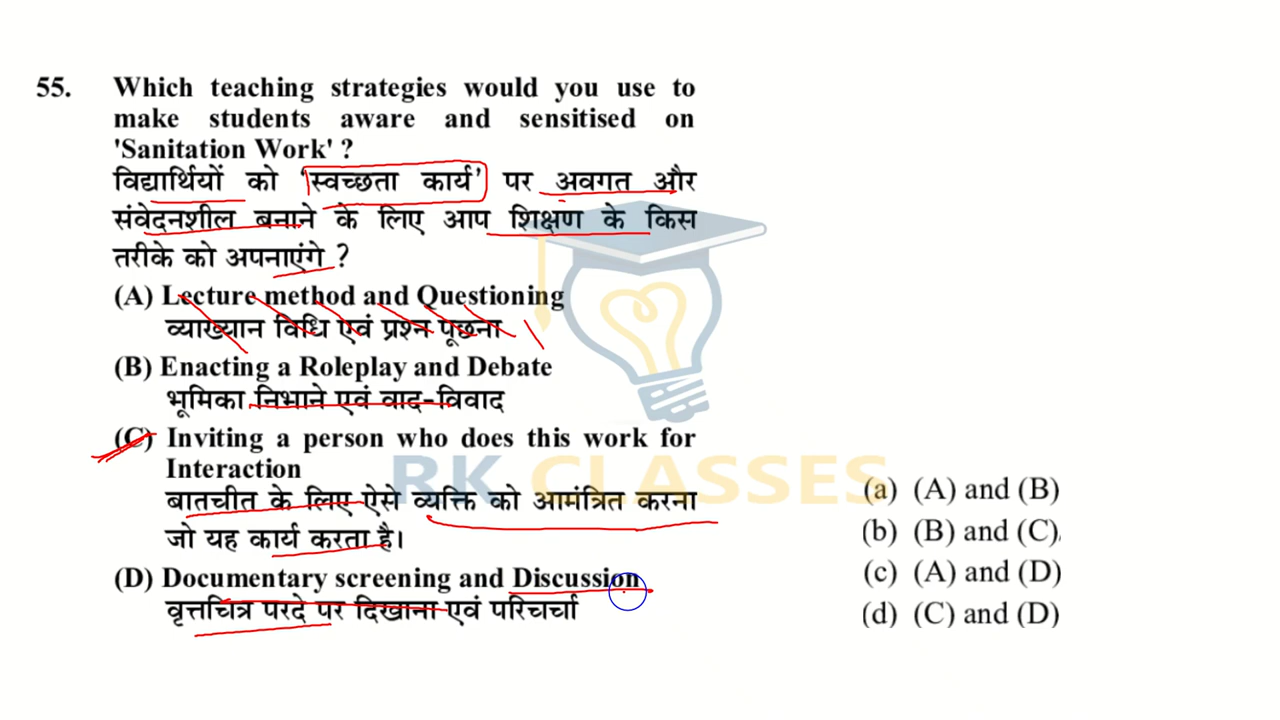 55. Which teaching strategies would you use to
make students aware and sensitised on
'Sanitation Work' ?
विद्यार्थियों को 'स्वच्छता कार्य' पर अवगत और
संवेदनशील बनाने के लिए आप शिक्षण के किस
तरीके को अपनाएंगे ?
(A) Lecture method and Questioning
व्याख्यान विधि एवं प्रश्न पूछना
(B) Enacting a Roleplay and Debate
भूमिका निभाने एवं वाद-विवाद
(C) Inviting a person who does this work for
Interaction
बातचीत के लिए ऐसे व्यक्ति को आमंत्रित करना
जो यह कार्य करता है।
(D) Documentary screening and Discussion
वृत्तचित्र परदे पर दिखाना एवं परिचर्चा
RK CLASSES
(a) (A) and (B)
(b) (B) and (C)
(c) (A) and (D)
(d) (C) and (D)